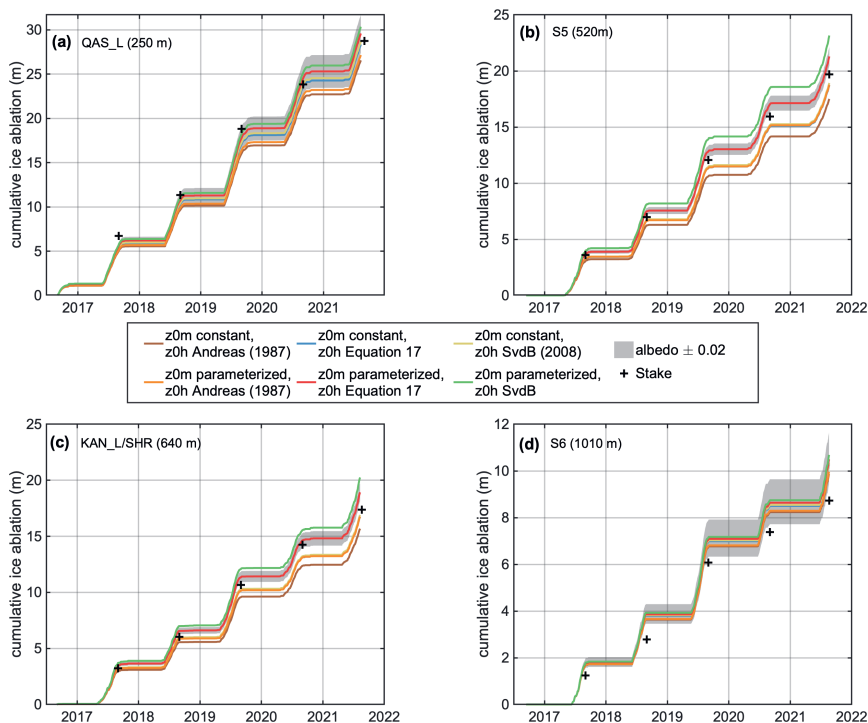 (a) QAS_L (250 m)
cumulative ice ablation (m)
30
25
20
15
10
5
0
2017 2018 2019 2020 2021
(b) S5 (520m)
cumulative ice ablation (m)
25
20
15
10
5
0
2017 2018 2019 2020 2021 2022
z0m constant,
z0h Andreas (1987)
z0m constant,
z0h Equation 17
z0m constant,
z0h SvdB (2008)
albedo ± 0.02
z0m parameterized,
z0h Andreas (1987)
z0m parameterized,
z0h Equation 17
z0m parameterized,
z0h SvdB
Stake
(c) KAN_L/SHR (640 m)
cumulative ice ablation (m)
25
20
15
10
5
0
2017 2018 2019 2020 2021 2022
(d) S6 (1010 m)
cumulative ice ablation (m)
12
10
8
6
4
2
0
2017 2018 2019 2020 2021 2022